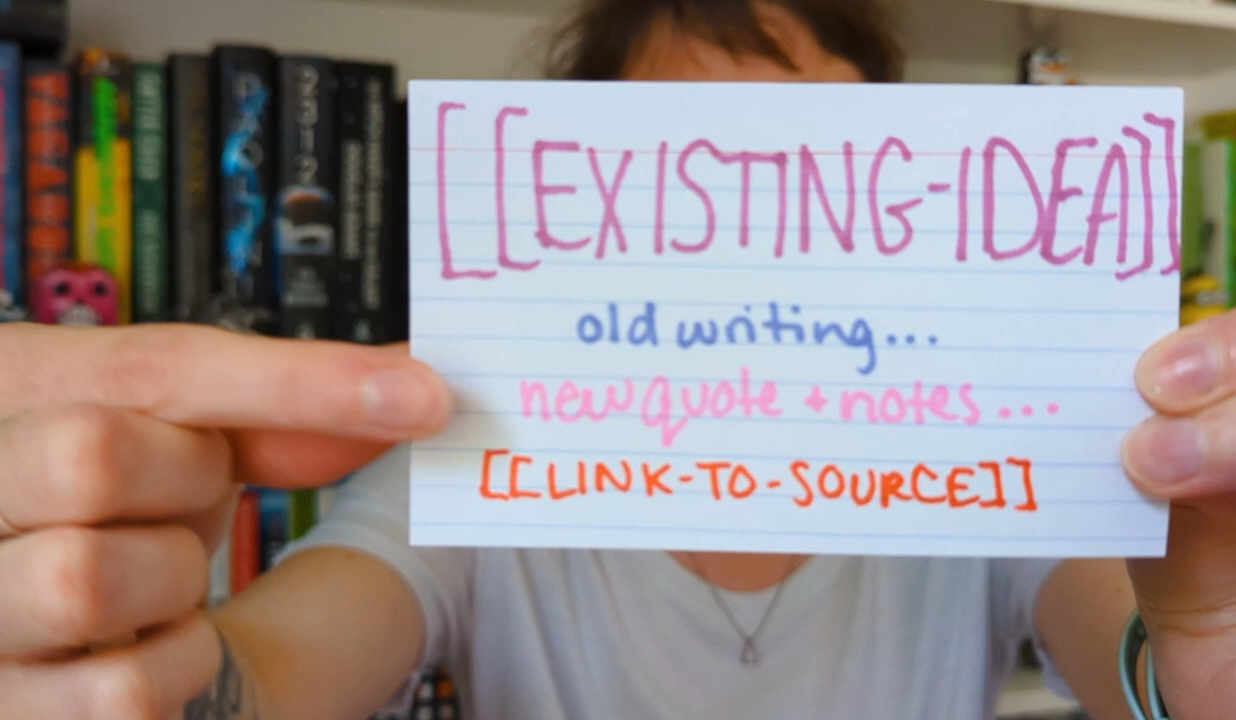 [[EXISTING-IDEA]]
old writing...
new quote + notes...
[[LINK-TO-SOURCE]]